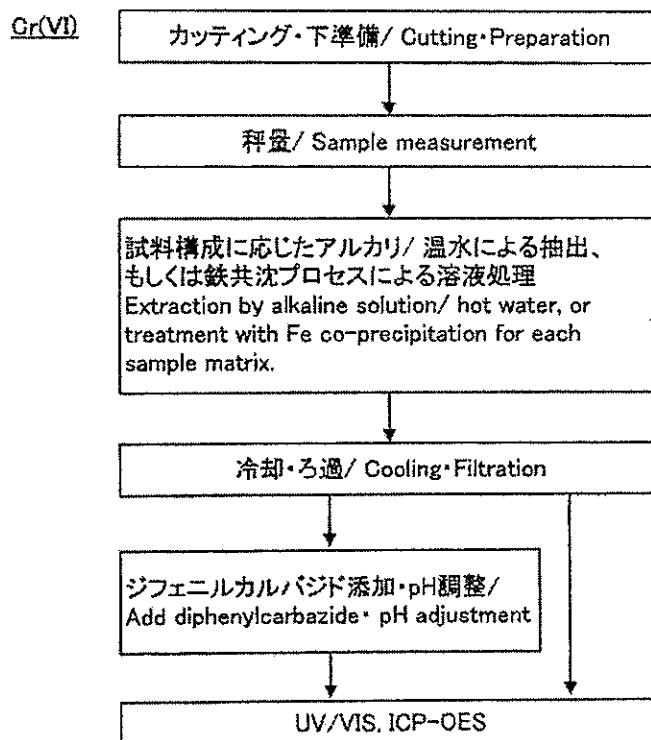 Cr(VI)
カッティング・下準備/ Cutting・Preparation
秤量/ Sample measurement
試料構成に応じたアルカリ/ 温水による抽出、
もしくは鉄共沈プロセスによる溶液処理
Extraction by alkaline solution/ hot water, or
treatment with Fe co-precipitation for each
sample matrix.
冷却・ろ過/ Cooling・Filtration
ジフェニルカルバジド添加・pH調整/
Add diphenylcarbazide・ pH adjustment
UV/VIS, ICP-OES